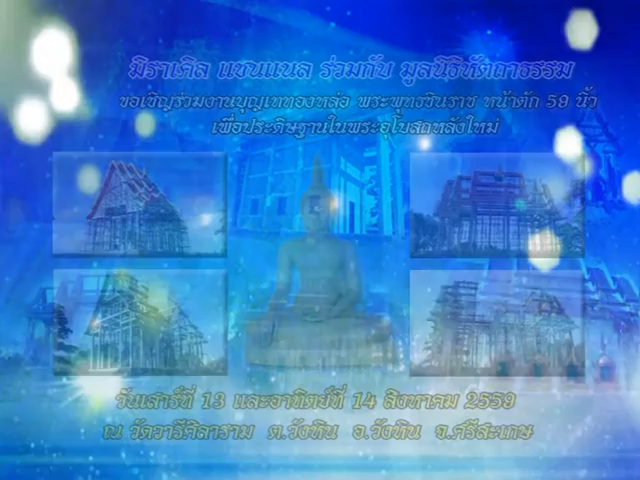 มิราเคิล แชนแนล ร่วมกับ มูลนิธิหัตถาธรรม
ขอเชิญร่วมงานบุญเททองหล่อ พระพุทธชินราช หน้าตัก 59 นิ้ว
เพื่อประดิษฐานในพระอุโบสถหลังใหม่
วันเสาร์ที่ 13 และอาทิตย์ที่ 14 สิงหาคม 2559
ณ วัดวารีศิลาราม ต.วังหิน อ.วังหิน จ.ศรีสะเกษ